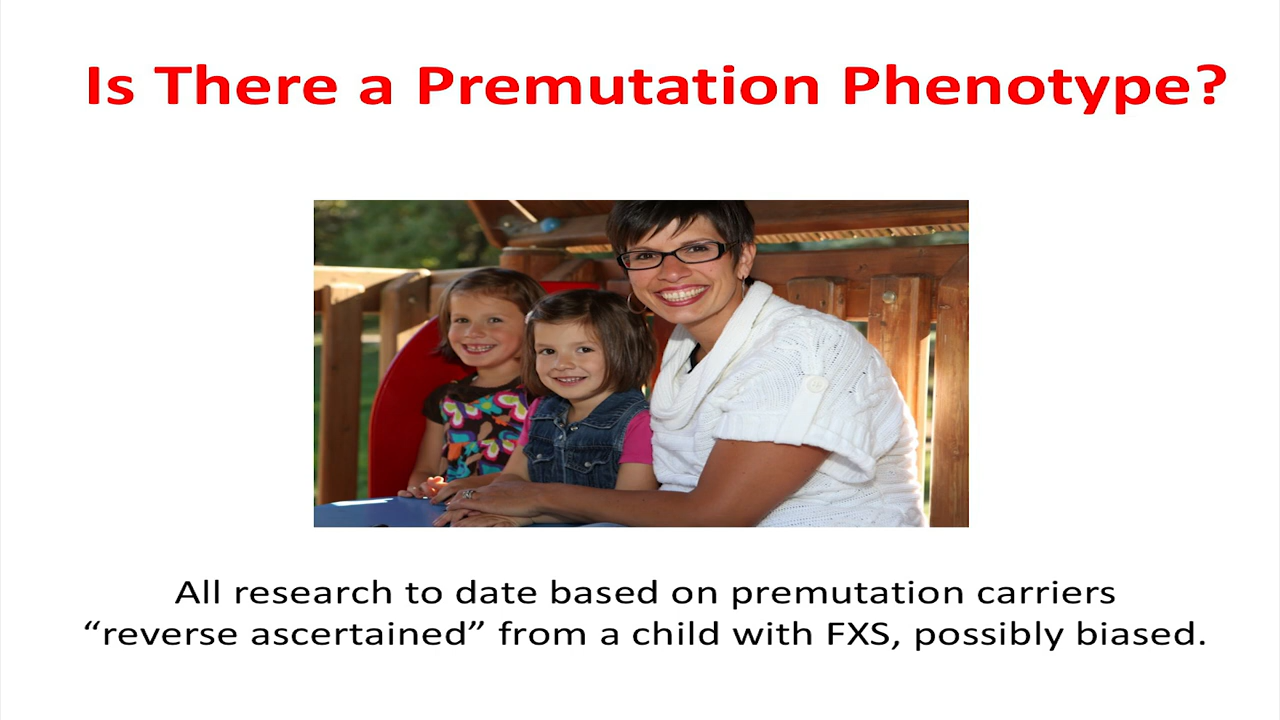 Is There a Premutation Phenotype?
All research to date based on premutation carriers
“reverse ascertained” from a child with FXS, possibly biased.